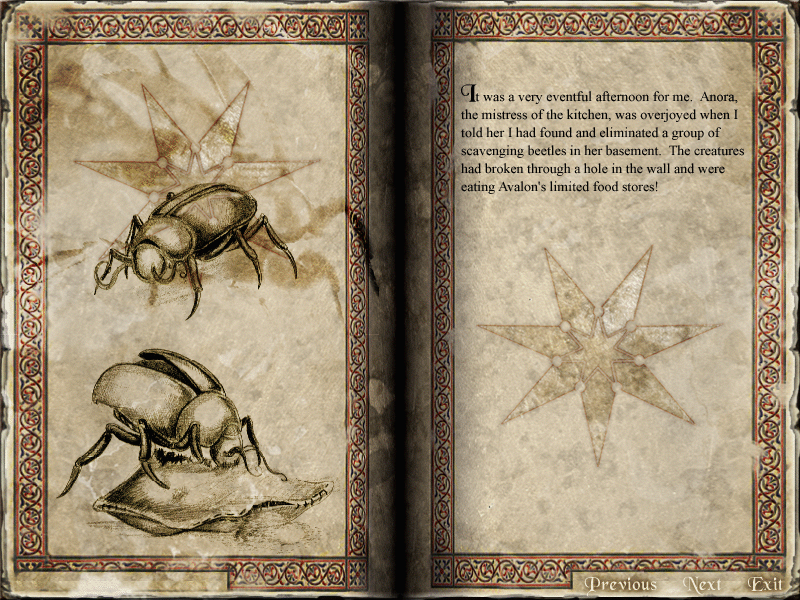 It was a very eventful afternoon for me.  Anora,
the mistress of the kitchen, was overjoyed when I
told her I had found and eliminated a group of
scavenging beetles in her basement.  The creatures
had broken through a hole in the wall and were
eating Avalon's limited food stores!
Previous Next Exit